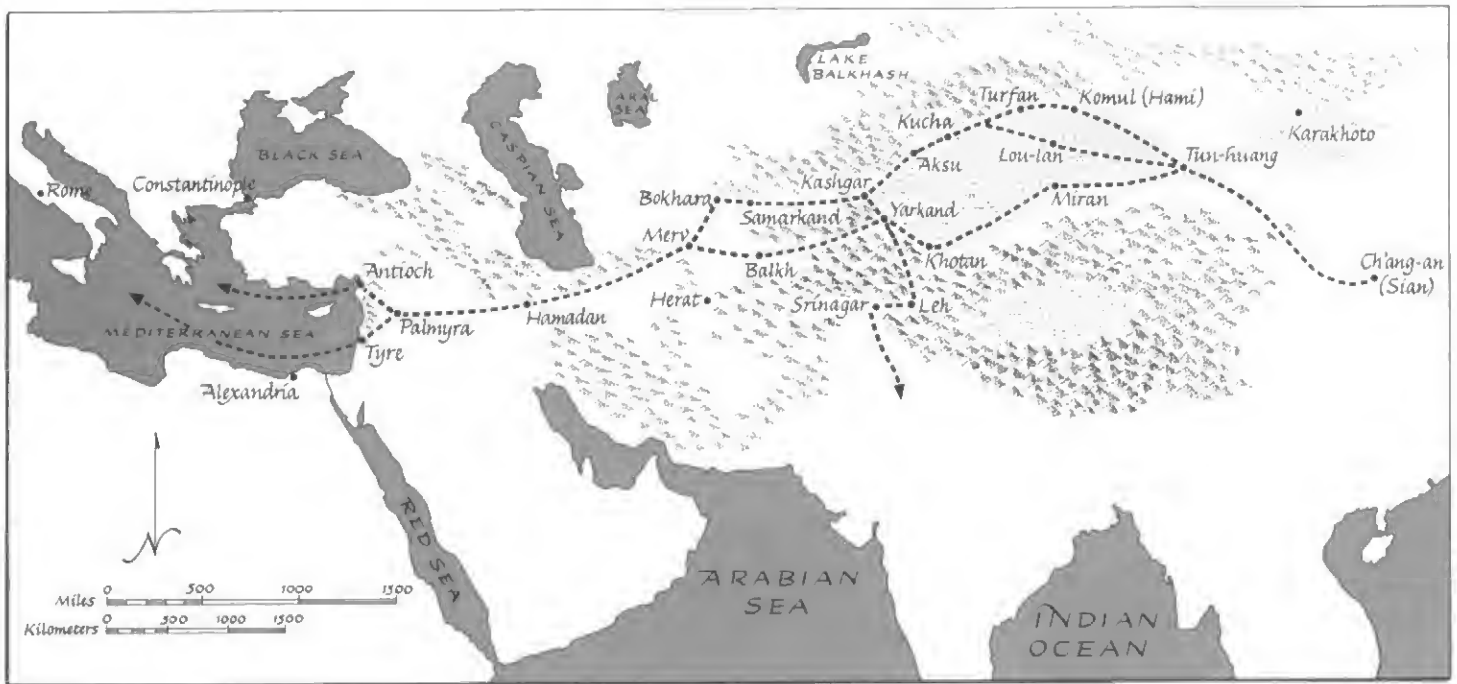 LAKE
BALKHASH
ARAL
SEA
Turfan
Komul (Hami)
Karakhoto
Kucha
CASPIAN SEA
BLACK SEA
Lou-lan
Tun-huang
Aksu
Rome
Constantinople
Kashgar
Bokhara
Samarkand
Yarkand
Miran
Merv
Balkh
Khotan
Antioch
Ch'ang-an
(Sian)
Herat
Srinagar
Leh
Palmyra
Hamadan
MEDITERRANEAN SEA
Tyre
Alexandria
N
RED SEA
ARABIAN
SEA
INDIAN
OCEAN
0 500 1000 1500
Miles
0 500 1000 1500
Kilometers